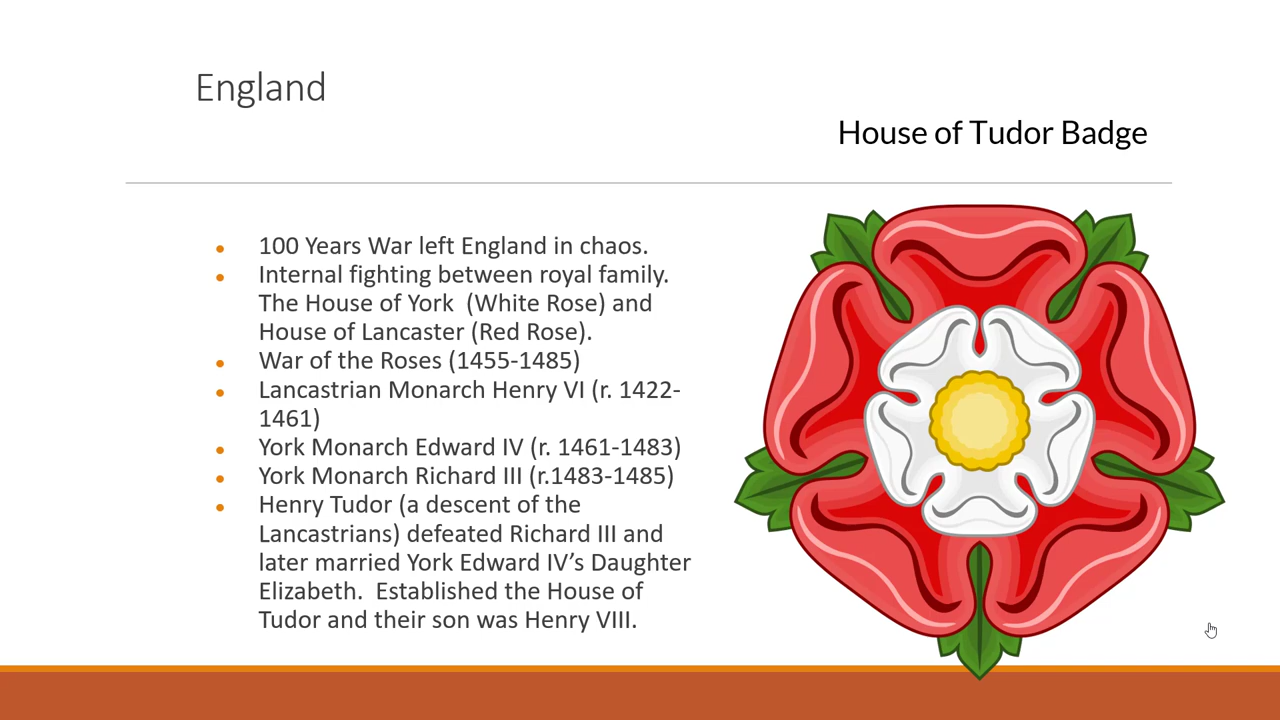 England
House of Tudor Badge
100 Years War left England in chaos.
Internal fighting between royal family.
The House of York  (White Rose) and
House of Lancaster (Red Rose).
War of the Roses (1455-1485)
Lancastrian Monarch Henry VI (r. 1422-
1461)
York Monarch Edward IV (r. 1461-1483)
York Monarch Richard III (r.1483-1485)
Henry Tudor (a descent of the
Lancastrians) defeated Richard III and
later married York Edward IV’s Daughter
Elizabeth.  Established the House of
Tudor and their son was Henry VIII.